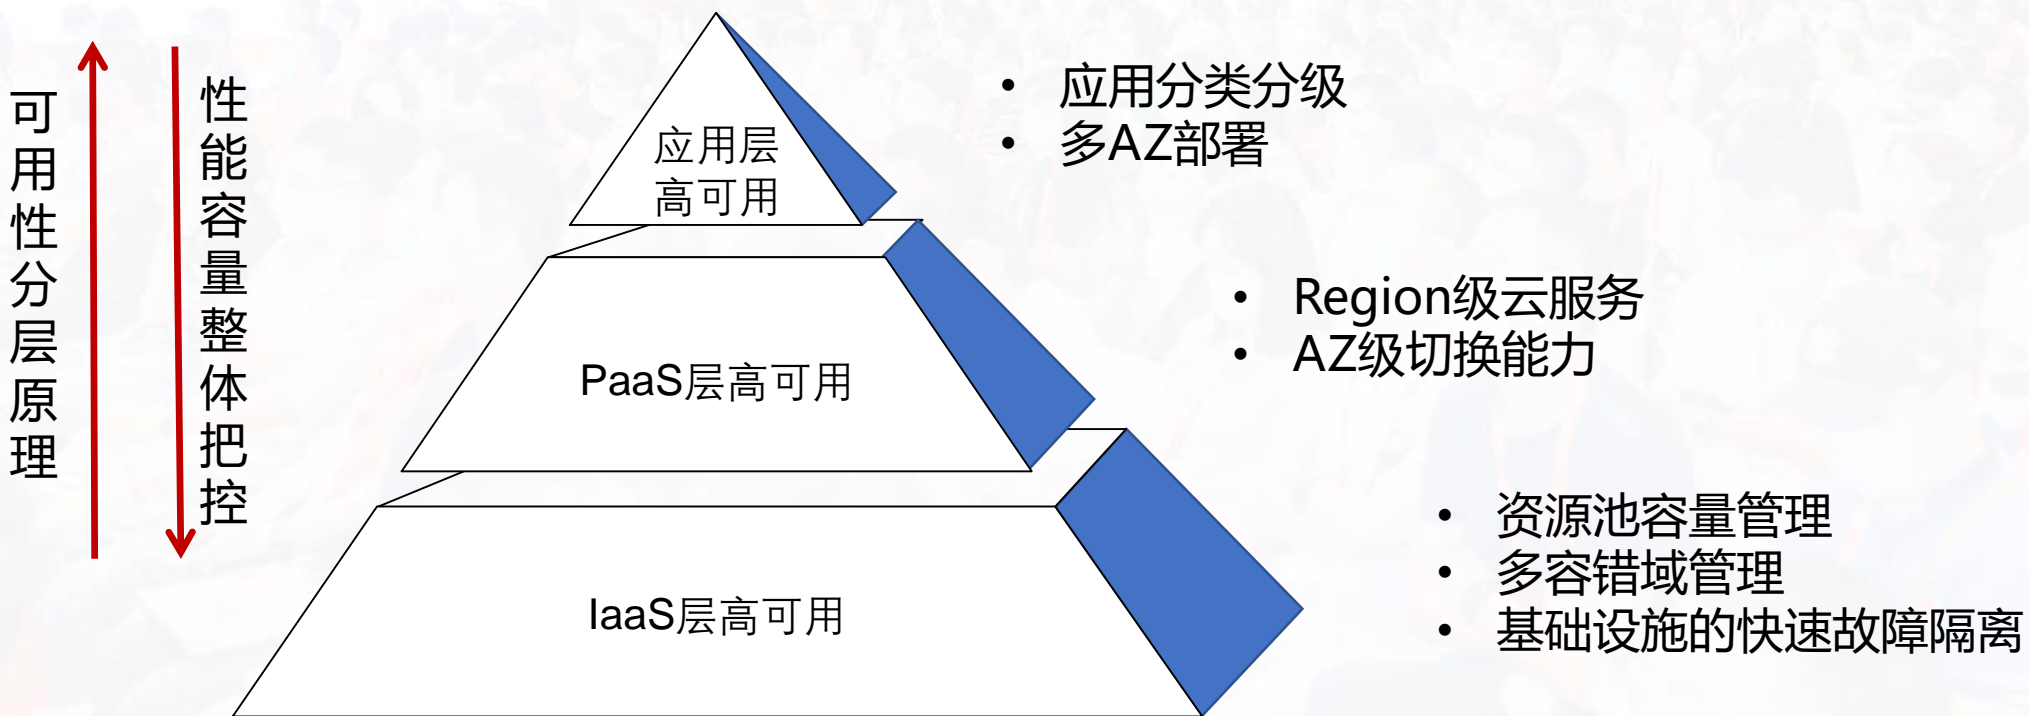 可用性分层原理
性能容量整体把控
应用层
高可用
• 应用分类分级
• 多AZ部署
PaaS层高可用
• Region级云服务
• AZ级切换能力
IaaS层高可用
• 资源池容量管理
• 多容错域管理
• 基础设施的快速故障隔离